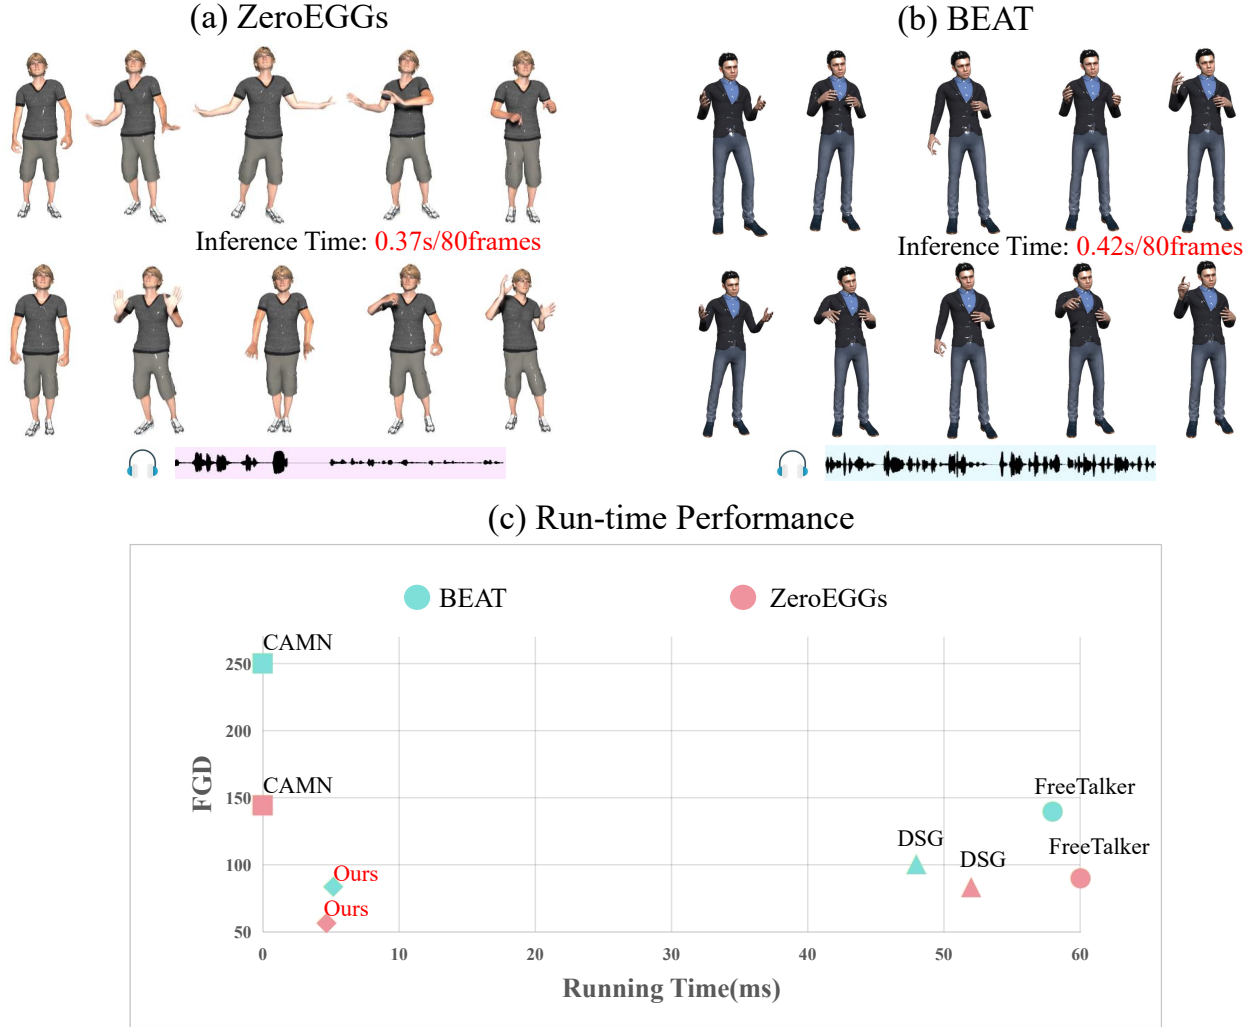 (a) ZeroEGGs
(b) BEAT
Inference Time: 0.37s/80frames
Inference Time: 0.42s/80frames
(c) Run-time Performance
BEAT
ZeroEGGs
CAMN
250
200
CAMN
150
FreeTalker
DSG
DSG
FreeTalker
100
Ours
Ours
50
FGD
0
10
20
30
40
50
60
Running Time(ms)